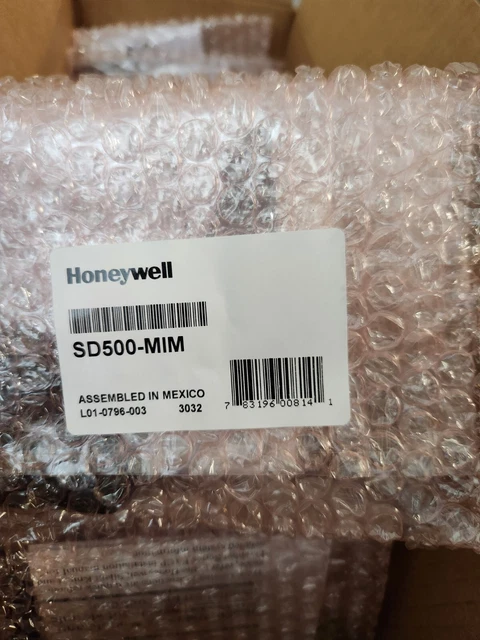 Honeywell
SD500-MIM
ASSEMBLED IN MEXICO
L01-0796-003 3032
7 83196 00814 1